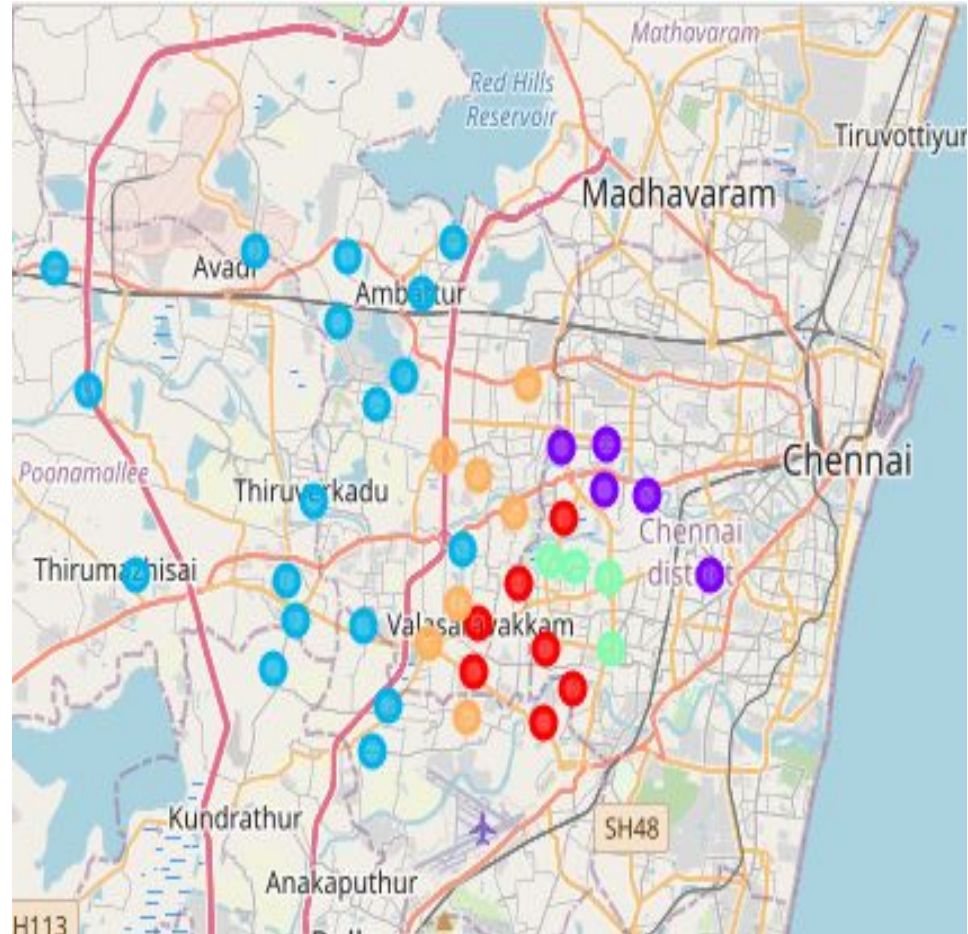 Mathavaram
Red Hills
Reservoir
Tiruvottiyur
Madhavaram
Avadi
Ambattur
Chennai
Poonamallee
Thiruverkadu
Chennai
district
Thirumazhisai
Valasaravakkam
Kundrathur
SH48
Anakaputhur
H113